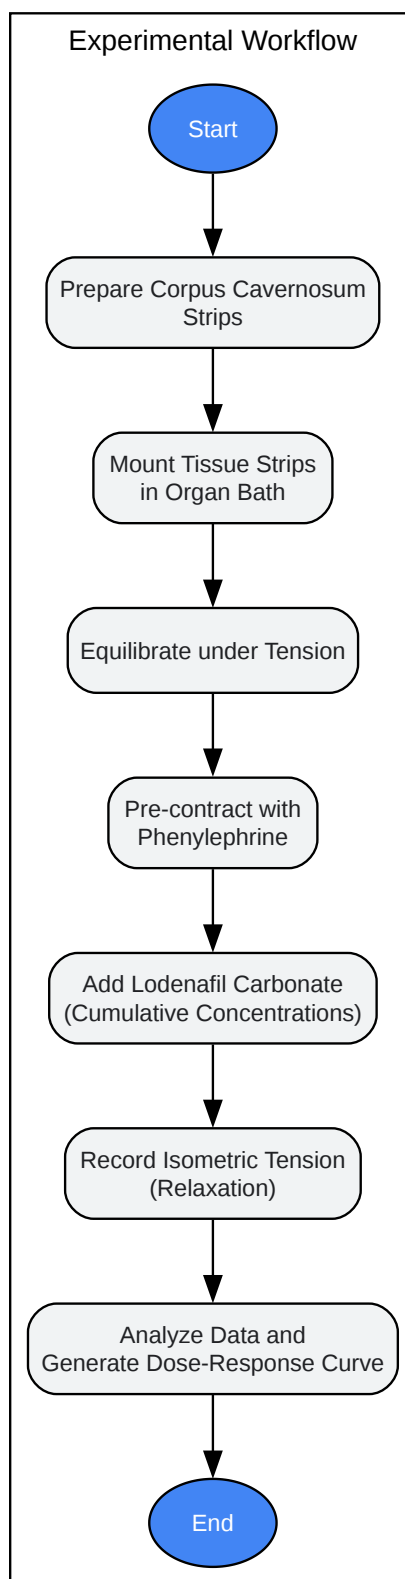 Experimental Workflow
Start
Prepare Corpus Cavernosum
Strips
Mount Tissue Strips
in Organ Bath
Equilibrate under Tension
Pre-contract with
Phenylephrine
Add Lodenafil Carbonate
(Cumulative Concentrations)
Record Isometric Tension
(Relaxation)
Analyze Data and
Generate Dose-Response Curve
End